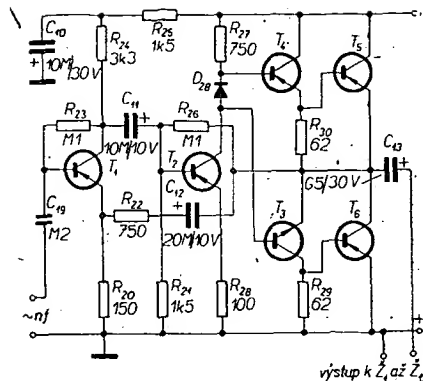 C10
10M/30V
R24
3k3
R25
1k5
R27
750
D28
T4
T5
R23
M1
C11
10M/10V
R26
M1
T1
T2
R30
62
C13
G5/30V
R22
750
C12
20M/10V
T3
T6
C19
M2
R20
150
R21
1k5
R28
100
R29
62
~nf
výstup k Ž1 až Ž